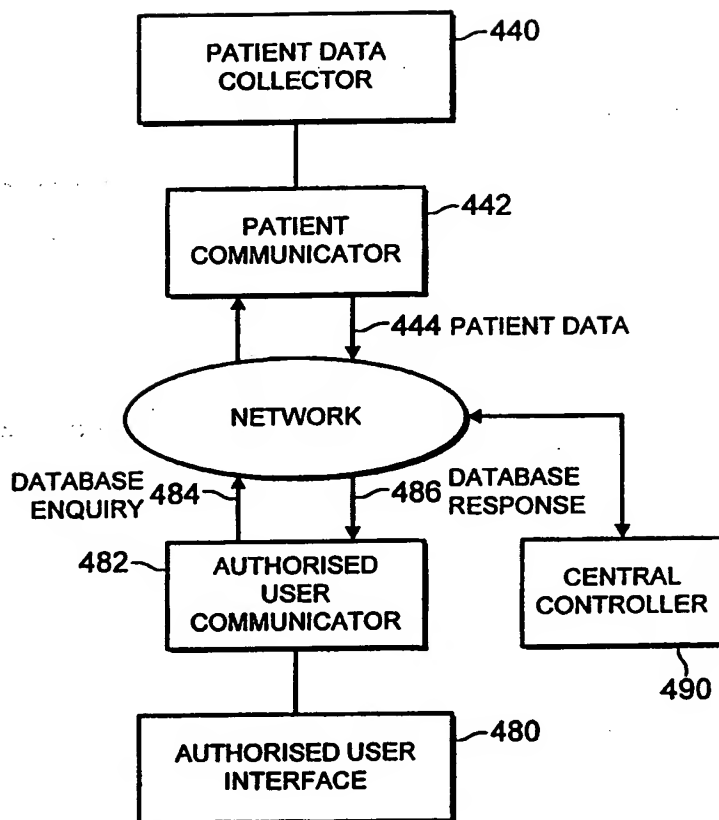 PATIENT DATA
COLLECTOR
440
PATIENT
COMMUNICATOR
442
444 PATIENT DATA
NETWORK
DATABASE
ENQUIRY 484
486 DATABASE
RESPONSE
482
AUTHORISED
USER
COMMUNICATOR
CENTRAL
CONTROLLER
490
AUTHORISED USER
INTERFACE
480